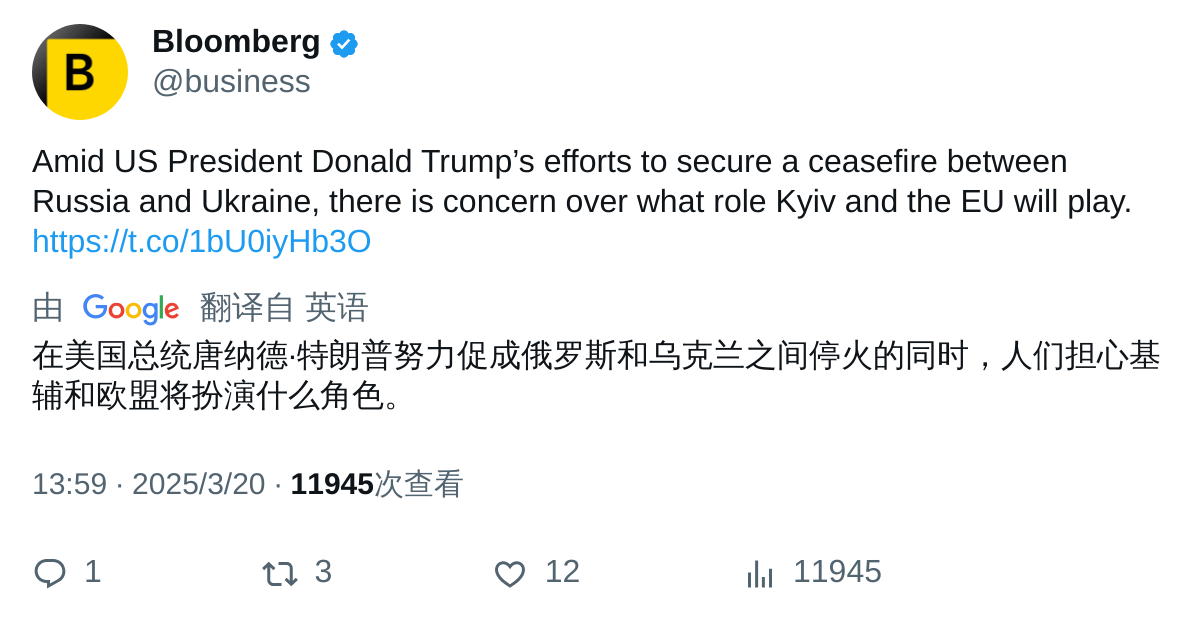 B
Bloomberg
@business
Amid US President Donald Trump’s efforts to secure a ceasefire between
Russia and Ukraine, there is concern over what role Kyiv and the EU will play.
https://t.co/1bU0iyHb3O
由 Google 翻译自 英语
在美国总统唐纳德·特朗普努力促成俄罗斯和乌克兰之间停火的同时，人们担心基
辅和欧盟将扮演什么角色。
13:59 · 2025/3/20 · 11945次查看
1 3 12 11945